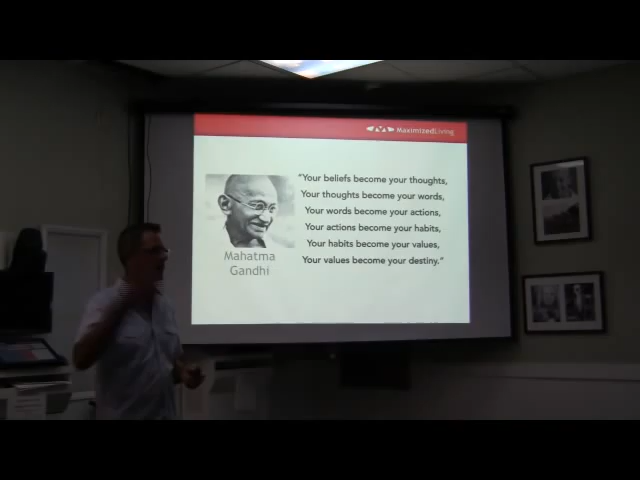 MaximizedLiving
"Your beliefs become your thoughts,
Your thoughts become your words,
Your words become your actions,
Your actions become your habits,
Your habits become your values,
Your values become your destiny."
Mahatma
Gandhi